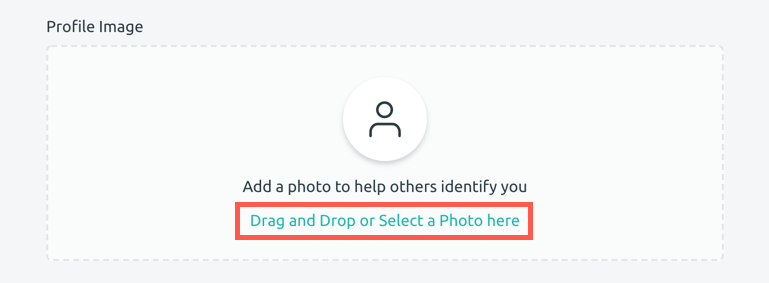 Profile Image
Add a photo to help others identify you
Drag and Drop or Select a Photo here